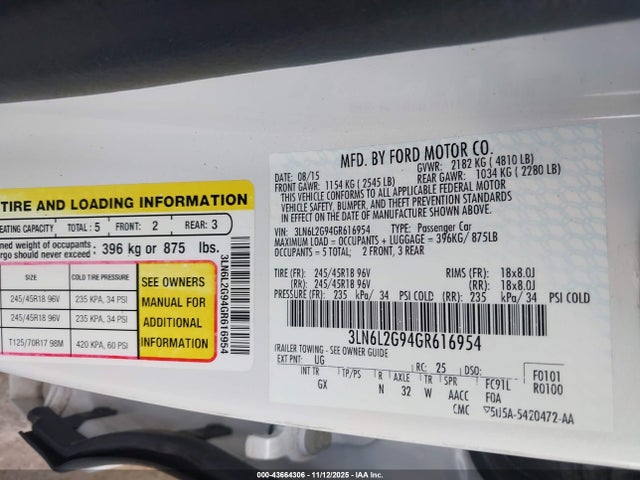 TIRE AND LOADING INFORMATION
EATING CAPACITY TOTAL : 5 FRONT: 2 REAR: 3
ned weight of occupants
rgo should never exceed: 396 kg or 875 lbs.
SIZE COLD TIRE PRESSURE
245/45R18 96V 235 KPA, 34 PSI
245/45R18 96V 235 KPA, 34 PSI
T125/70R17 98M 420 KPA, 60 PSI
SEE OWNERS
MANUAL FOR
ADDITIONAL
INFORMATION
3LN6L2G94GR616954
MFD. BY FORD MOTOR CO.
DATE: 08/15 GVWR: 2182 KG ( 4810 LB)
FRONT GAWR: 1154 KG ( 2545 LB) REAR GAWR: 1034 KG ( 2280 LB)
THIS VEHICLE CONFORMS TO ALL APPLICABLE FEDERAL MOTOR
VEHICLE SAFETY, BUMPER, AND THEFT PREVENTION STANDARDS
IN EFFECT ON THE DATE OF MANUFACTURE SHOWN ABOVE.
VIN: 3LN6L2G94GR616954 TYPE: Passenger Car
MAXIMUM LOAD = OCCUPANTS + LUGGAGE = 396KG/ 875LB
OCCUPANTS = 5 TOTAL, 2 FRONT, 3 REAR
TIRE (FR): 245/45R18 96V RIMS (FR): 18x8.0J
(RR): 245/45R18 96V (RR): 18x8.0J
PRESSURE (FR): 235 kPa/ 34 PSI COLD (RR): 235 kPa/ 34 PSI COLD
3LN6L2G94GR616954
TRAILER TOWING - SEE OWNER GUIDE
EXT PNT: UG RC: 25 DSO: F0101
INT TR TP/PS R AXLE TR SPR FC91L R0100
GX N 32 W AACC FOA
CMC 5U5A-5420472-AA
000-43664306 - 11/12/2025 - IAA Inc.